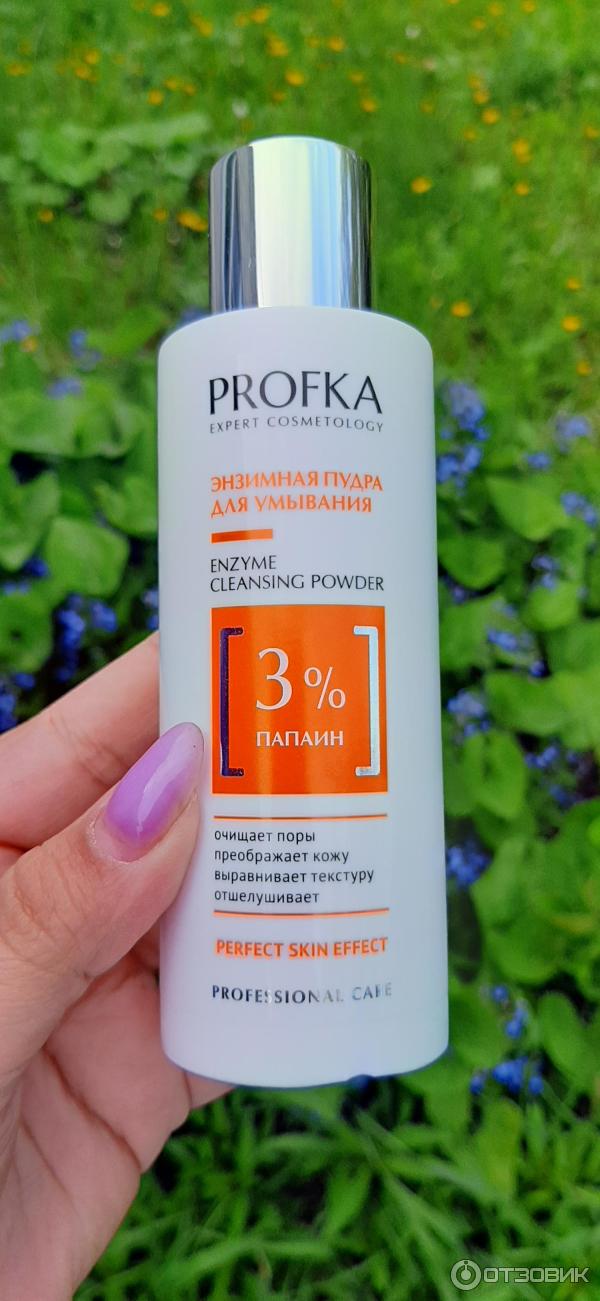 PROFKA
EXPERT COSMETOLOGY
ЭНЗИМНАЯ ПУДРА
ДЛЯ УМЫВАНИЯ
ENZYME
CLEANSING POWDER
3%
ПАПАИН
очищает поры
преображает кожу
выравнивает текстуру
отшелушивает
PERFECT SKIN EFFECT
PROFESSIONAL CARE
ОТЗОВИК